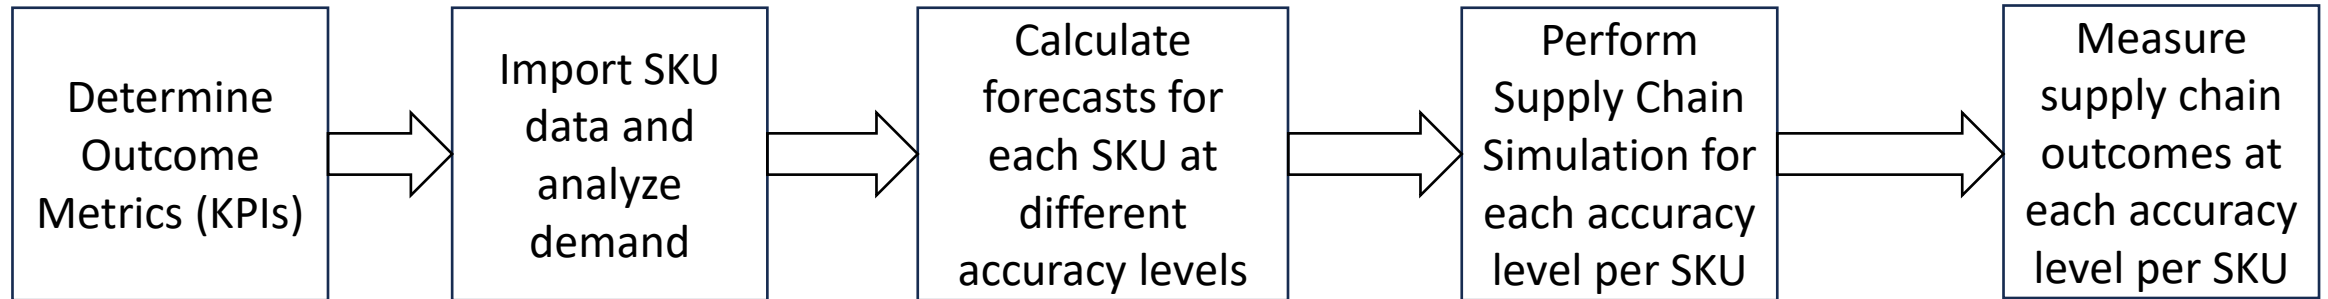 Determine
Outcome
Metrics (KPIs)
Import SKU
data and
analyze
demand
Calculate
forecasts for
each SKU at
different
accuracy levels
Perform
Supply Chain
Simulation for
each accuracy
level per SKU
Measure
supply chain
outcomes at
each accuracy
level per SKU